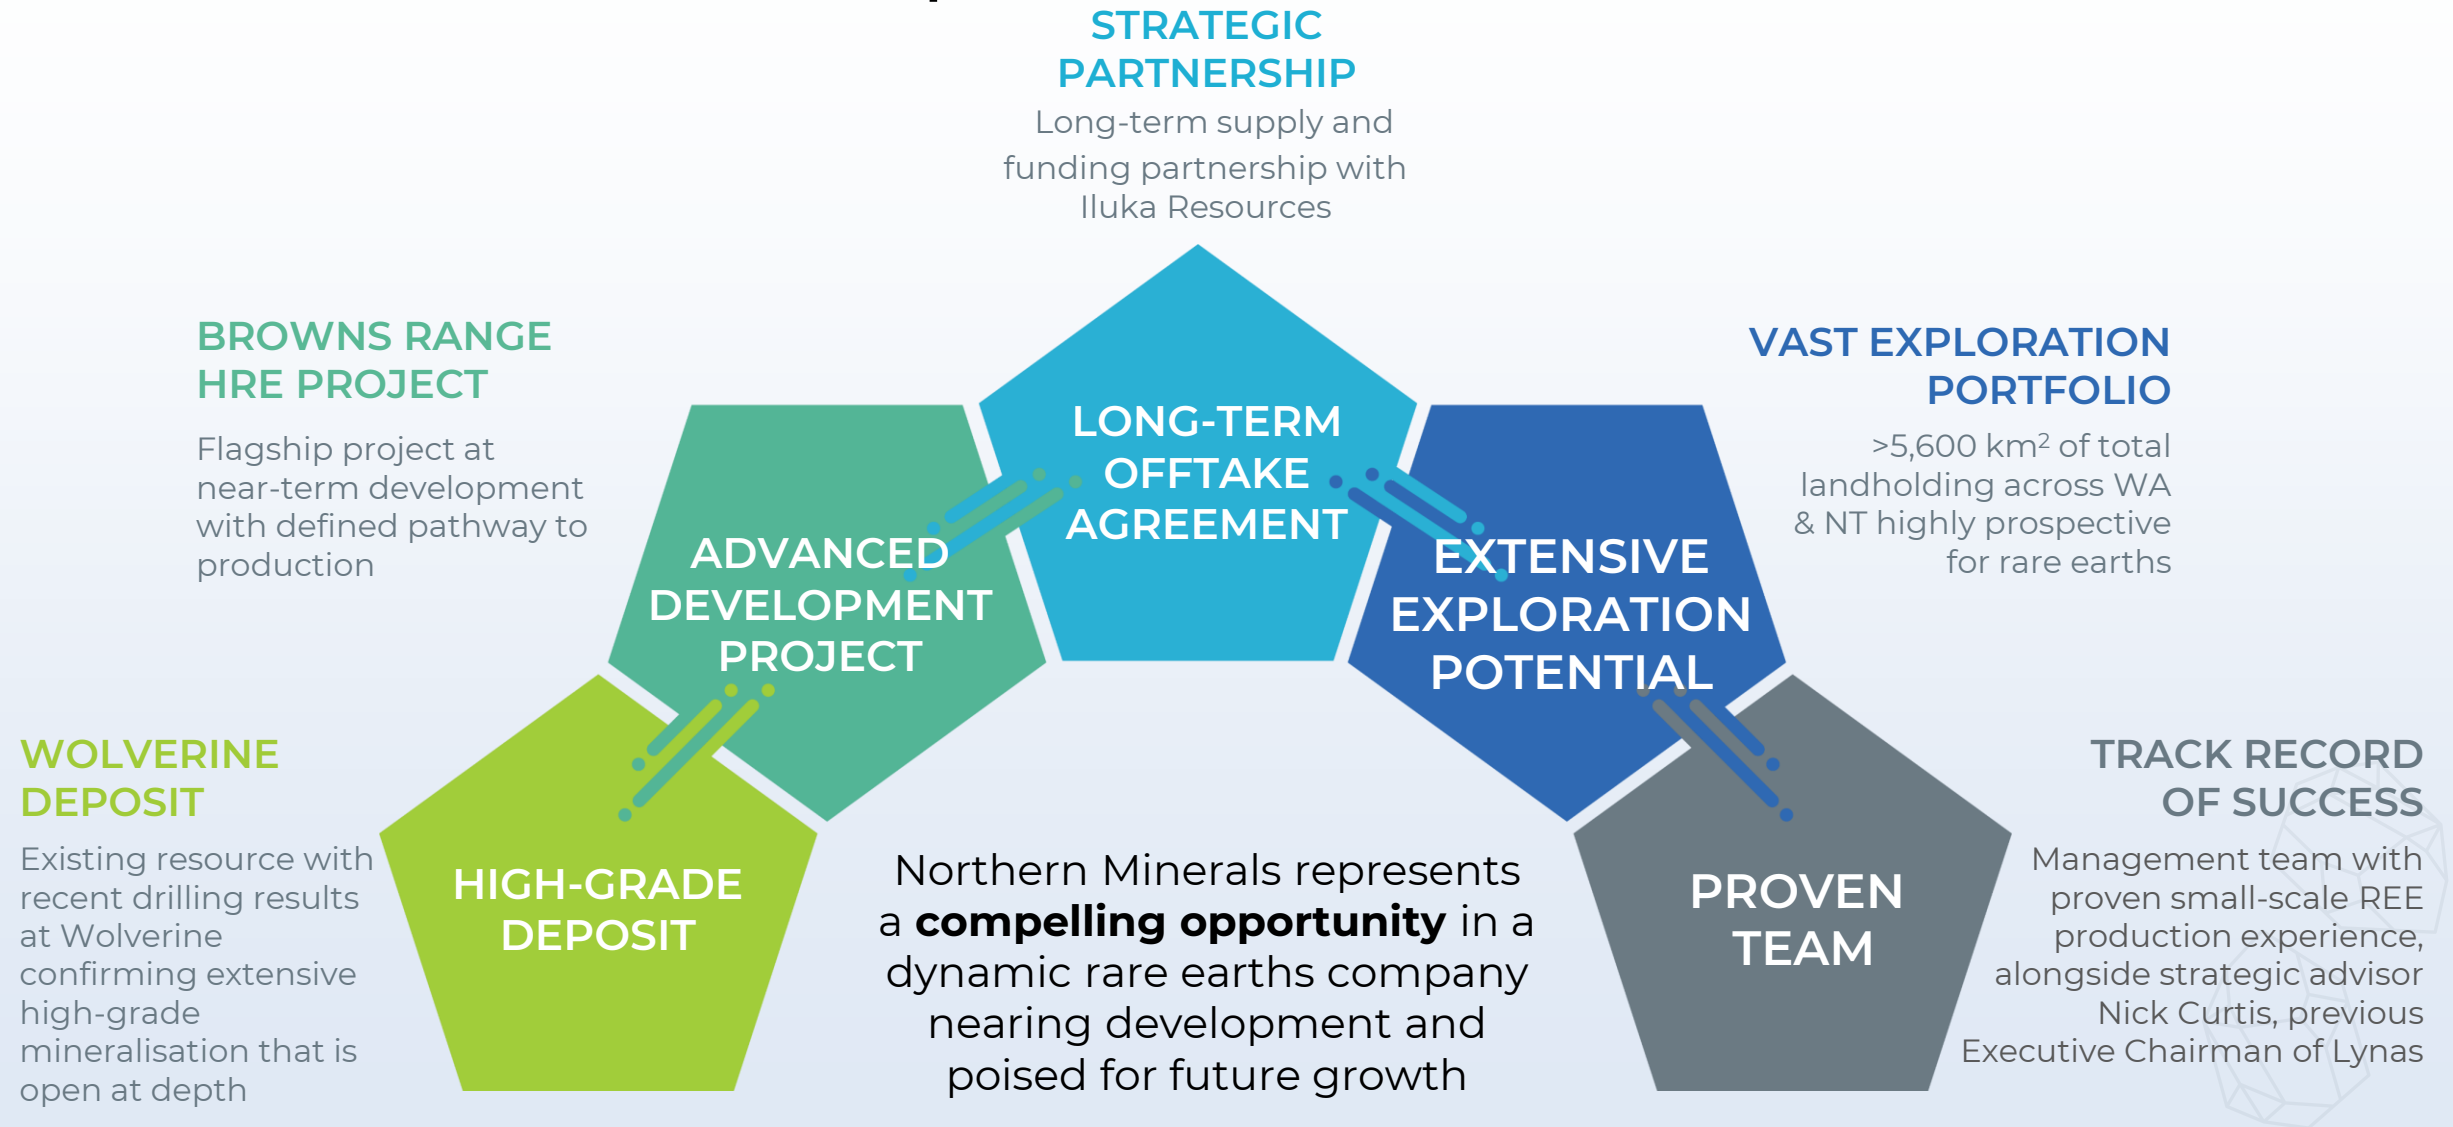 STRATEGIC
PARTNERSHIP
Long-term supply and
funding partnership with
Iluka Resources
BROWNS RANGE
HRE PROJECT
Flagship project at
near-term development
with defined pathway to
production
VAST EXPLORATION
PORTFOLIO
>5,600 km² of total
landholding across WA
& NT highly prospective
for rare earths
LONG-TERM
OFFTAKE
AGREEMENT
ADVANCED
DEVELOPMENT
PROJECT
EXTENSIVE
EXPLORATION
POTENTIAL
WOLVERINE
DEPOSIT
Existing resource with
recent drilling results
at Wolverine
confirming extensive
high-grade
mineralisation that is
open at depth
HIGH-GRADE
DEPOSIT
Northern Minerals represents
a compelling opportunity in a
dynamic rare earths company
nearing development and
poised for future growth
PROVEN
TEAM
TRACK RECORD
OF SUCCESS
Management team with
proven small-scale REE
production experience,
alongside strategic advisor
Nick Curtis, previous
Executive Chairman of Lynas